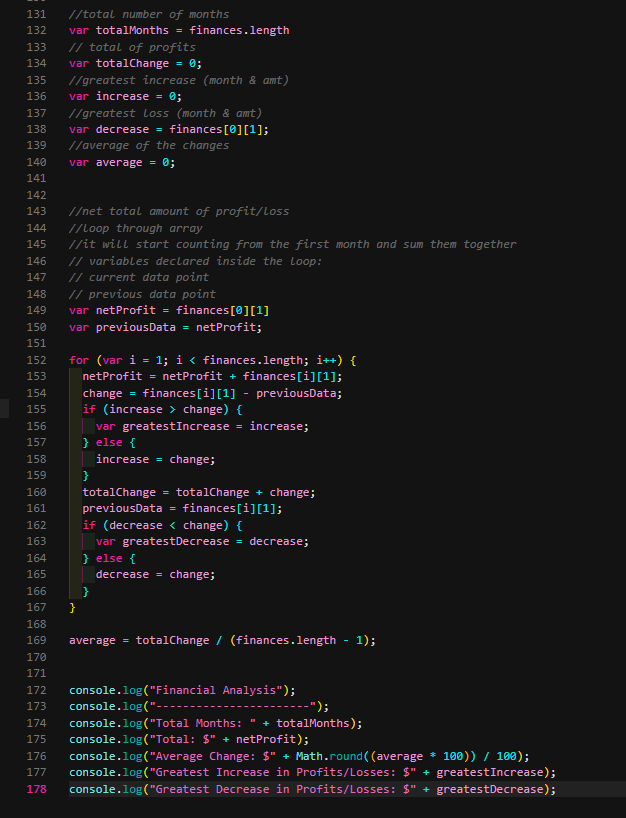 131 //total number of months
132 var totalMonths = finances.length
133 // total of profits
134 var totalChange = 0;
135 //greatest increase (month & amt)
136 var increase = 0;
137 //greatest loss (month & amt)
138 var decrease = finances[0][1];
139 //average of the changes
140 var average = 0;
141
142
143 //net total amount of profit/loss
144 //loop through array
145 //it will start counting from the first month and sum them together
146 // variables declared inside the loop:
147 // current data point
148 // previous data point
149 var netProfit = finances[0][1]
150 var previousData = netProfit;
151
152 for (var i = 1; i < finances.length; i++) {
153   netProfit = netProfit + finances[i][1];
154   change = finances[i][1] - previousData;
155   if (increase > change) {
156     var greatestIncrease = increase;
157   } else {
158     increase = change;
159   }
160   totalChange = totalChange + change;
161   previousData = finances[i][1];
162   if (decrease < change) {
163     var greatestDecrease = decrease;
164   } else {
165     decrease = change;
166   }
167 }
168
169 average = totalChange / (finances.length - 1);
170
171
172 console.log("Financial Analysis");
173 console.log("-----------------------");
174 console.log("Total Months: " + totalMonths);
175 console.log("Total: $" + netProfit);
176 console.log("Average Change: $" + Math.round((average * 100)) / 100);
177 console.log("Greatest Increase in Profits/Losses: $" + greatestIncrease);
178 console.log("Greatest Decrease in Profits/Losses: $" + greatestDecrease);